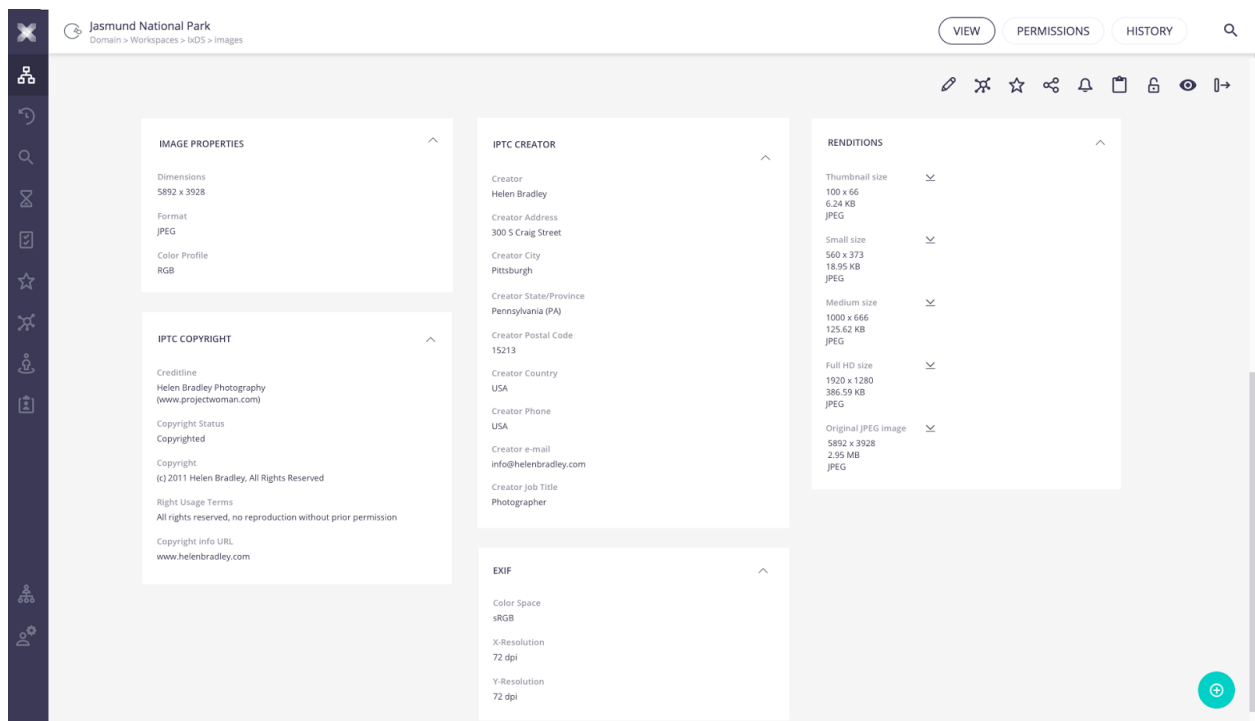 Jasmund National Park
Domain > Workspaces > IxDS > images
VIEW
PERMISSIONS
HISTORY
IMAGE PROPERTIES
Dimensions
5892 x 3928
Format
JPEG
Color Profile
RGB
IPTC COPYRIGHT
Creditline
Helen Bradley Photography
(www.projectwoman.com)
Copyright Status
Copyrighted
Copyright
(c) 2011 Helen Bradley, All Rights Reserved
Right Usage Terms
All rights reserved, no reproduction without prior permission
Copyright info URL
www.helenbradley.com
IPTC CREATOR
Creator
Helen Bradley
Creator Address
300 S Craig Street
Creator City
Pittsburgh
Creator State/Province
Pennsylvania (PA)
Creator Postal Code
15213
Creator Country
USA
Creator Phone
USA
Creator e-mail
info@helenbradley.com
Creator Job Title
Photographer
EXIF
Color Space
sRGB
X-Resolution
72 dpi
Y-Resolution
72 dpi
RENDITIONS
Thumbnail size
100 x 66
6.24 KB
JPEG
Small size
560 x 373
18.95 KB
JPEG
Medium size
1000 x 666
125.62 KB
JPEG
Full HD size
1920 x 1280
386.59 KB
JPEG
Original JPEG image
5892 x 3928
2.95 MB
JPEG